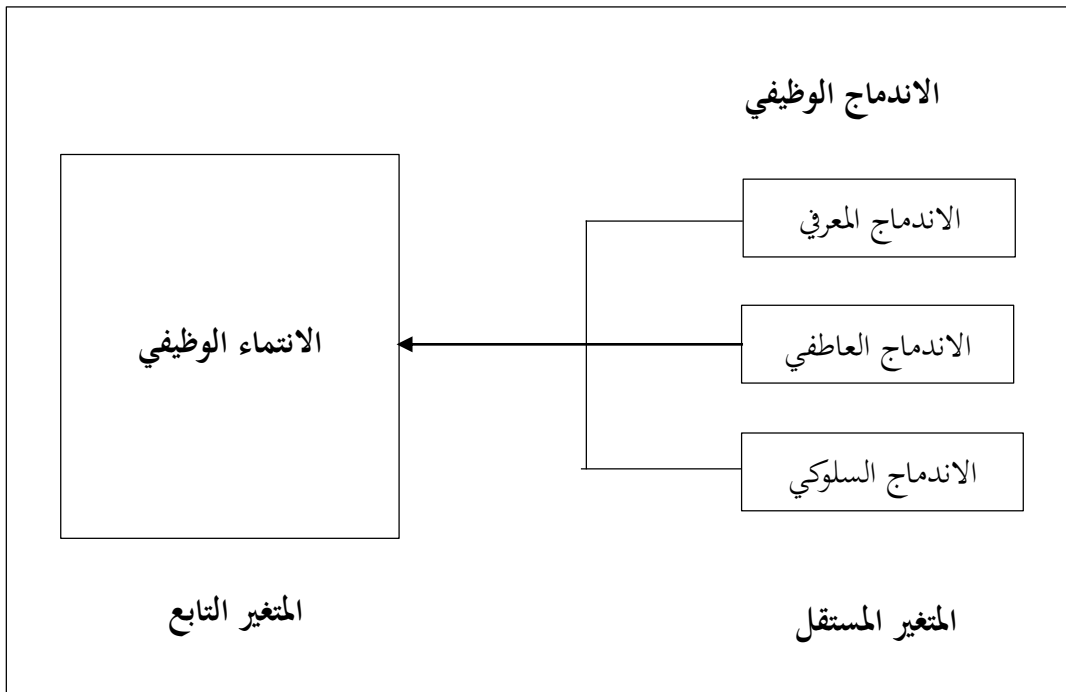 الاندماج الوظيفي
الاندماج المعرفي
الاندماج العاطفي
الانتماء الوظيفي
الاندماج السلوكي
المتغير المستقل
المتغير التابع